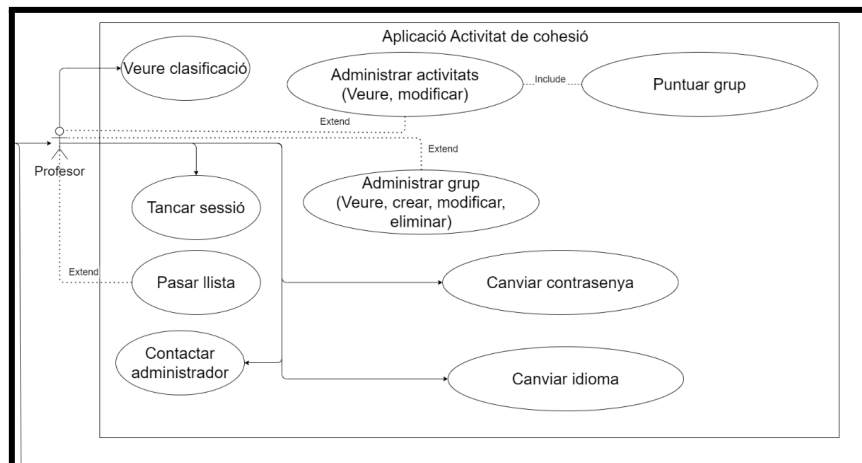 Aplicació Activitat de cohesió
Veure clasificació
Administrar activitats
(Veure, modificar)
Include
Puntuar grup
Extend
Extend
Profesor
Administrar grup
(Veure, crear, modificar,
eliminar)
Tancar sessió
Extend
Pasar llista
Canviar contrasenya
Contactar
administrador
Canviar idioma